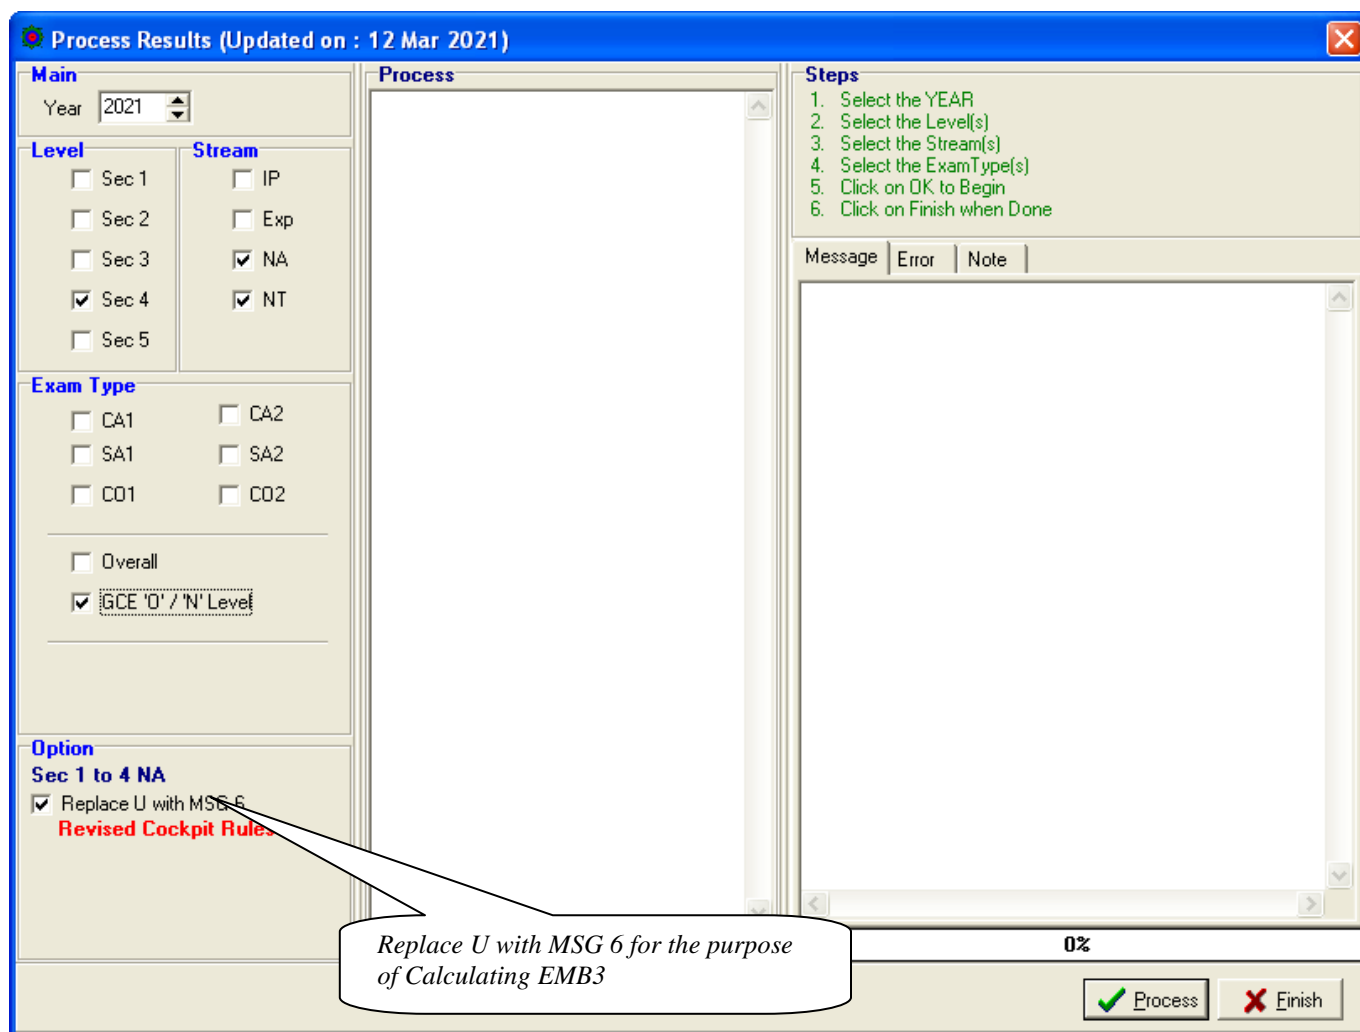 Process Results (Updated on : 12 Mar 2021)
Main
Year 2021
Level
Sec 1
Sec 2
Sec 3
Sec 4
Sec 5
Stream
IP
Exp
NA
NT
Exam Type
CA1 CA2
SA1 SA2
CO1 CO2
Overall
GCE 'O' / 'N' Level
Option
Sec 1 to 4 NA
Replace U with MSG 6
Revised Cockpit Rules
Process
Steps
1. Select the YEAR
2. Select the Level(s)
3. Select the Stream(s)
4. Select the ExamType(s)
5. Click on OK to Begin
6. Click on Finish when Done
Message Error Note
Replace U with MSG 6 for the purpose
of Calculating EMB3
0%
Process Finish